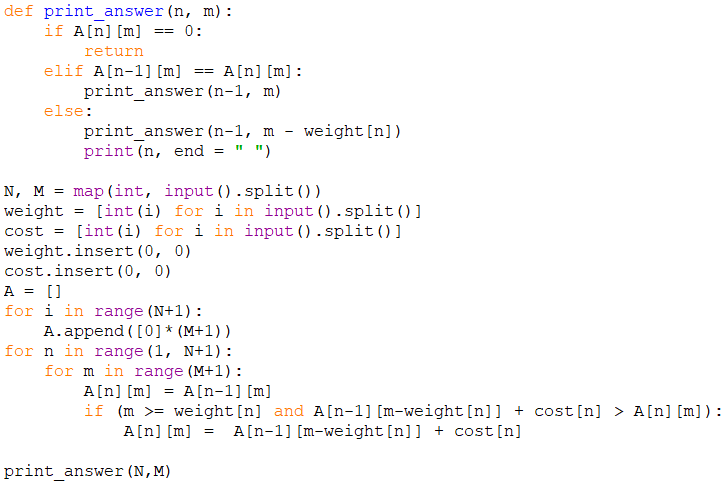 def print_answer(n, m):
    if A[n][m] == 0:
        return
    elif A[n-1][m] == A[n][m]:
        print_answer(n-1, m)
    else:
        print_answer(n-1, m - weight[n])
        print(n, end = " ")

N, M = map(int, input().split())
weight = [int(i) for i in input().split()]
cost = [int(i) for i in input().split()]
weight.insert(0, 0)
cost.insert(0, 0)
A = []
for i in range(N+1):
    A.append([0]*(M+1))
for n in range(1, N+1):
    for m in range(M+1):
        A[n][m] = A[n-1][m]
        if (m >= weight[n] and A[n-1][m-weight[n]] + cost[n] > A[n][m]):
            A[n][m] =  A[n-1][m-weight[n]] + cost[n]

print_answer(N,M)